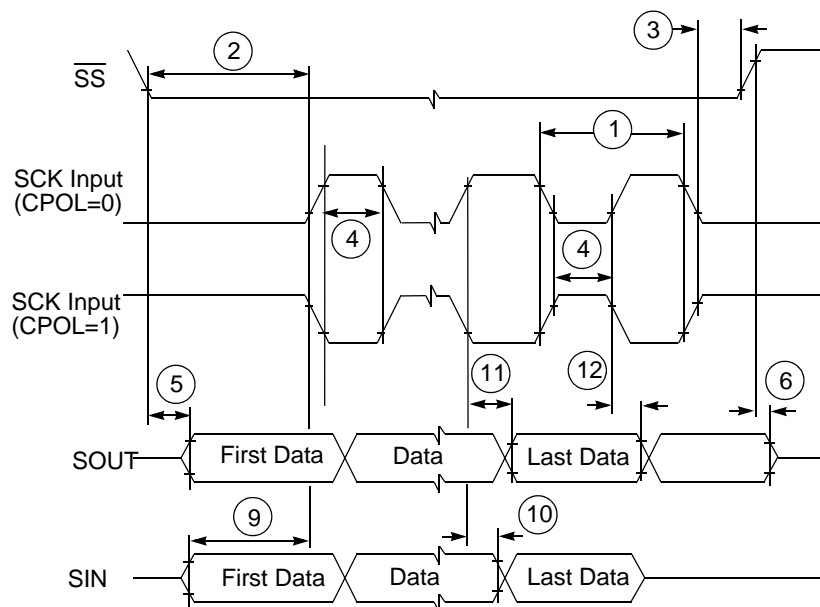 3
2
SS
1
SCK Input
(CPOL=0)
4
4
SCK Input
(CPOL=1)
5
11
12
6
SOUT
First Data
Data
Last Data
9
10
SIN
First Data
Data
Last Data